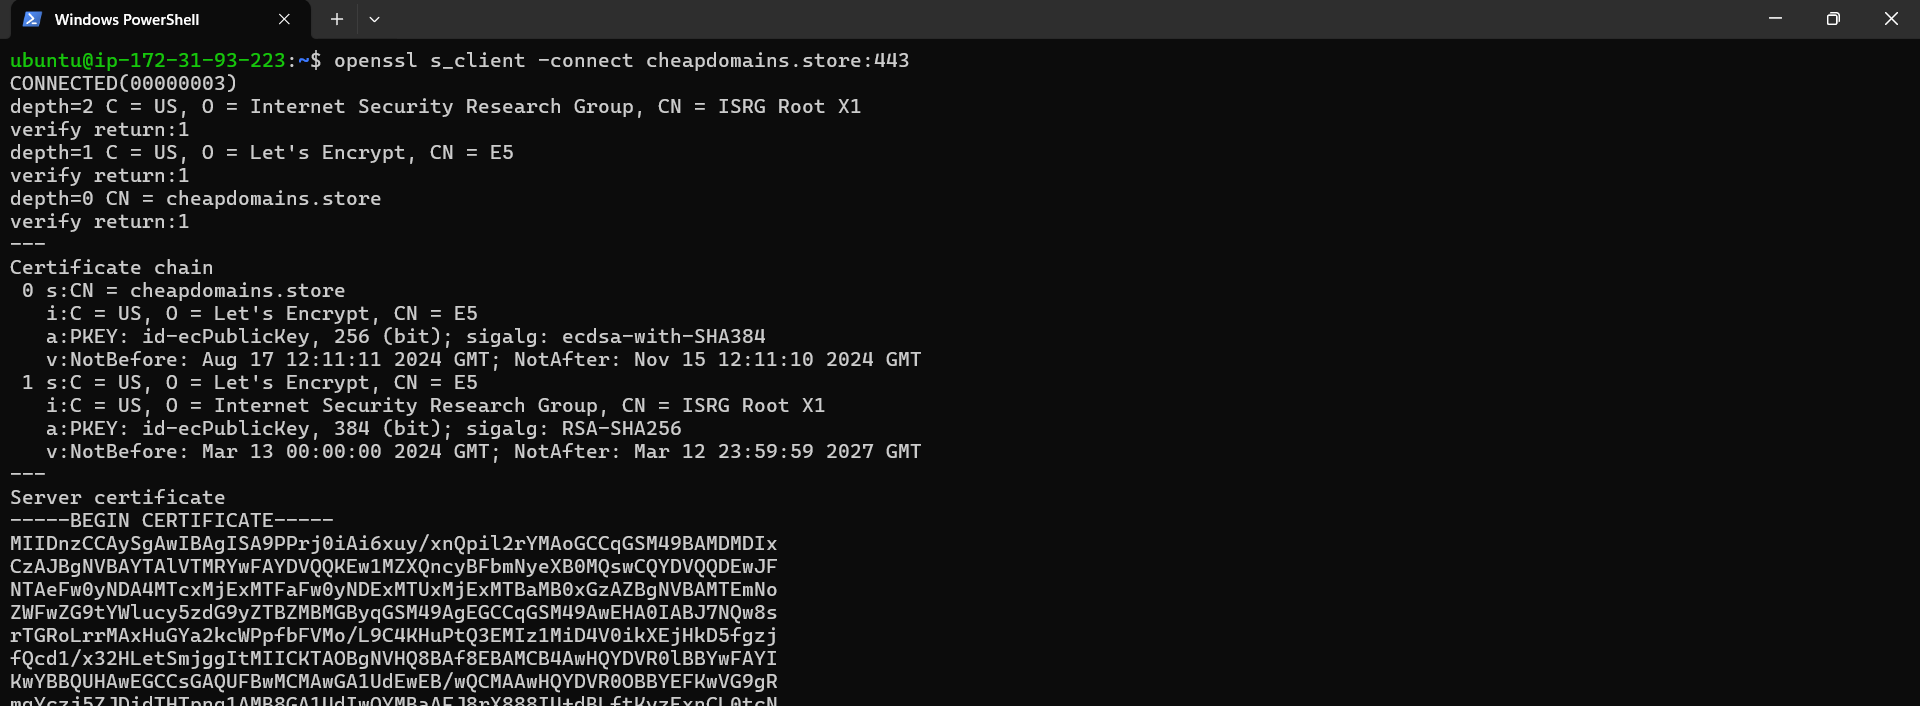 Windows PowerShell
ubuntu@ip-172-31-93-223:~$ openssl s_client -connect cheapdomains.store:443
CONNECTED(00000003)
depth=2 C = US, O = Internet Security Research Group, CN = ISRG Root X1
verify return:1
depth=1 C = US, O = Let's Encrypt, CN = E5
verify return:1
depth=0 CN = cheapdomains.store
verify return:1
---
Certificate chain
 0 s:CN = cheapdomains.store
   i:C = US, O = Let's Encrypt, CN = E5
   a:PKEY: id-ecPublicKey, 256 (bit); sigalg: ecdsa-with-SHA384
   v:NotBefore: Aug 17 12:11:11 2024 GMT; NotAfter: Nov 15 12:11:10 2024 GMT
 1 s:C = US, O = Let's Encrypt, CN = E5
   i:C = US, O = Internet Security Research Group, CN = ISRG Root X1
   a:PKEY: id-ecPublicKey, 384 (bit); sigalg: RSA-SHA256
   v:NotBefore: Mar 13 00:00:00 2024 GMT; NotAfter: Mar 12 23:59:59 2027 GMT
---
Server certificate
-----BEGIN CERTIFICATE-----
MIIDnzCCAySgAwIBAgISA9PPrj0iAi6xuy/xnQpil2rYMAoGCCqGSM49BAMDMDIx
CzAJBgNVBAYTAlVTMRYwFAYDVQQKEw1MZXQncyBFbmNyeXB0MQswCQYDVQQDEwJF
NTAeFw0yNDA4MTcxMjExMTFaFw0yNDExMTUxMjExMTBaMB0xGzAZBgNVBAMTEmNo
ZWFwZG9tYWlucy5zdG9yZTBZMBMGByqGSM49AgEGCCqGSM49AwEHA0IABJ7NQw8s
rTGRoLrrMAxHuGYa2kcWPpfbFVMo/L9C4KHuPtQ3EMIz1MiD4V0ikXEjHkD5fgzj
fQcd1/x32HLetSmjggItMIICKTAOBgNVHQ8BAf8EBAMCB4AwHQYDVR0lBBYwFAYI
KwYBBQUHAwEGCCsGAQUFBwMCMAwGA1UdEwEB/wQCMAAwHQYDVR0OBBYEFKwVG9gR